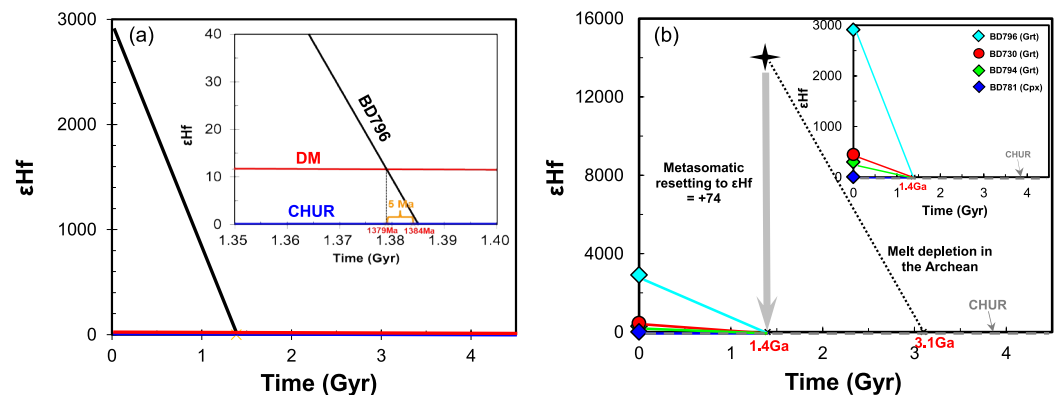 (a)
εHf
3000
2000
1000
0
0
1
2
3
4
Time (Gyr)
εHf
40
30
20
10
0
BD796
DM
CHUR
5 Ma
1379Ma
1384Ma
1.35
1.36
1.37
1.38
1.39
1.40
Time (Gyr)
(b)
εHf
16000
12000
8000
4000
0
0
1
2
3
4
Time (Gyr)
Metasomatic
resetting to εHf
= +74
Melt depletion in
the Archean
CHUR
1.4Ga
3.1Ga
εHf
3000
2000
1000
0
0
1
2
3
4
Time (Gyr)
BD796 (Grt)
BD730 (Grt)
BD794 (Grt)
BD781 (Cpx)
CHUR
1.4Ga